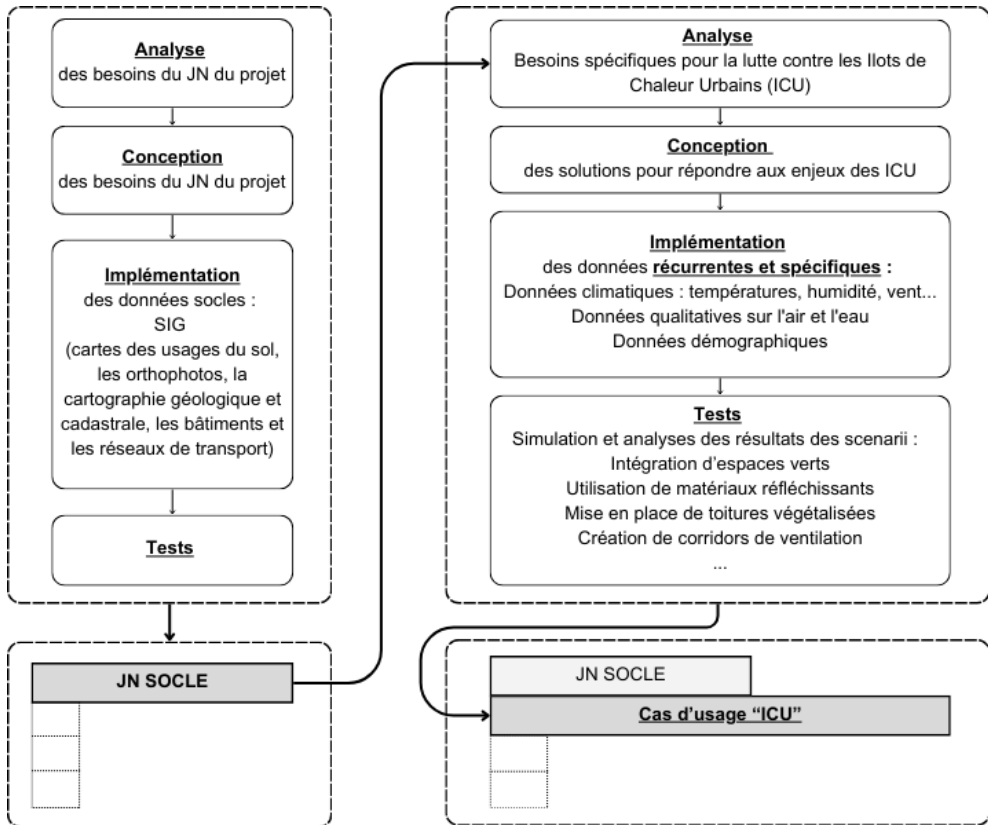 Analyse
des besoins du JN du projet
Conception
des besoins du JN du projet
Implémentation
des données socles :
SIG
(cartes des usages du sol,
les orthophotos, la
cartographie géologique et
cadastrale, les bâtiments et
les réseaux de transport)
Tests
JN SOCLE
Analyse
Besoins spécifiques pour la lutte contre les Ilots de
Chaleur Urbains (ICU)
Conception
des solutions pour répondre aux enjeux des ICU
Implémentation
des données récurrentes et spécifiques :
Données climatiques : températures, humidité, vent...
Données qualitatives sur l'air et l'eau
Données démographiques
Tests
Simulation et analyses des résultats des scenarii :
Intégration d’espaces verts
Utilisation de matériaux réfléchissants
Mise en place de toitures végétalisées
Création de corridors de ventilation
...
JN SOCLE
Cas d’usage “ICU”